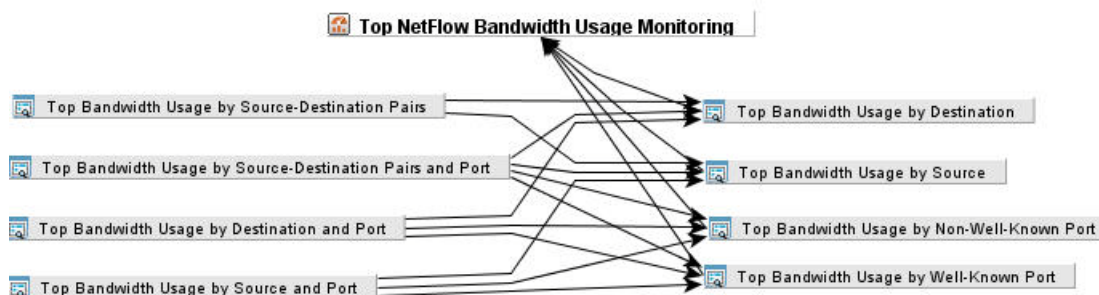 Top NetFlow Bandwidth Usage Monitoring
Top Bandwidth Usage by Source-Destination Pairs
Top Bandwidth Usage by Destination
Top Bandwidth Usage by Source-Destination Pairs and Port
Top Bandwidth Usage by Source
Top Bandwidth Usage by Destination and Port
Top Bandwidth Usage by Non-Well-Known Port
Top Bandwidth Usage by Source and Port
Top Bandwidth Usage by Well-Known Port